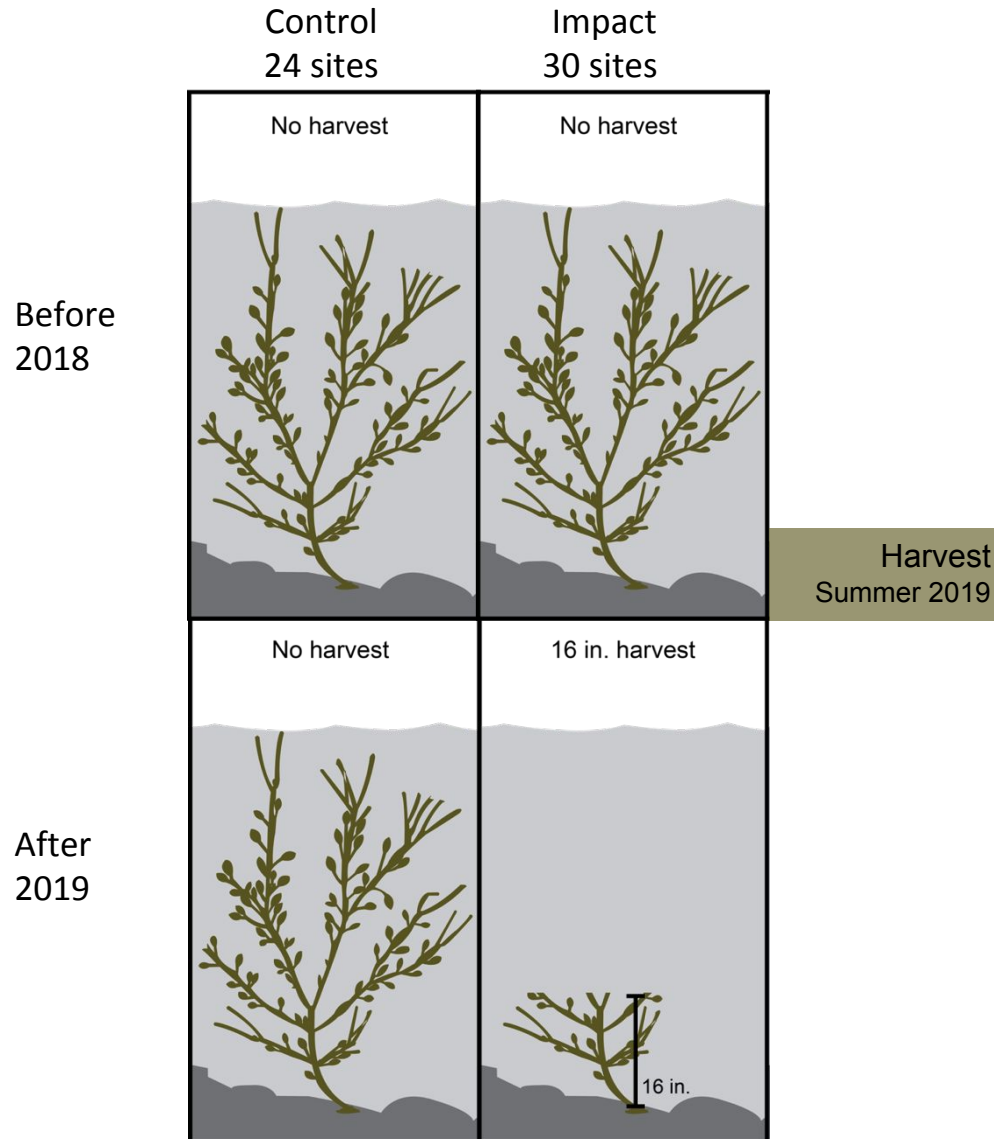 Control
24 sites
Impact
30 sites
No harvest
No harvest
Before
2018
Harvest
Summer 2019
No harvest
16 in. harvest
After
2019
16 in.